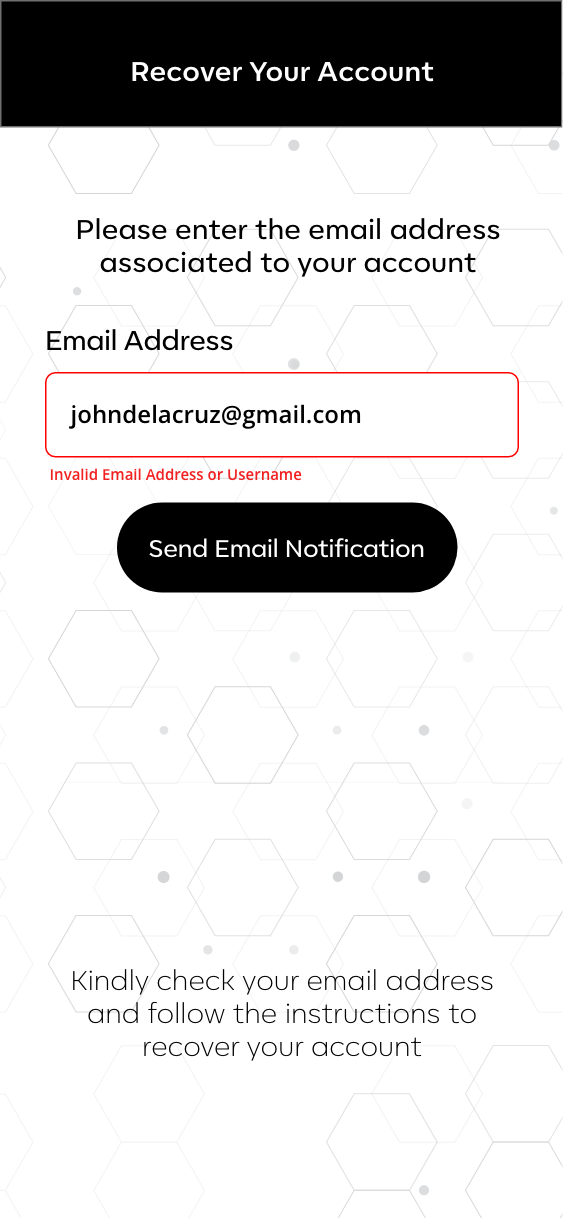 Recover Your Account
Please enter the email address
associated to your account
Email Address
johndelacruz@gmail.com
Invalid Email Address or Username
Send Email Notification
Kindly check your email address
and follow the instructions to
recover your account